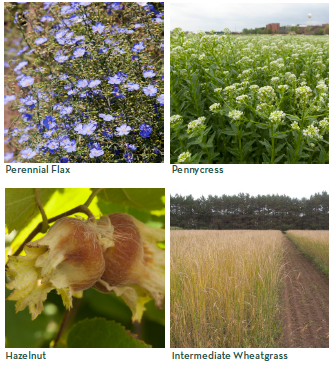 Perennial Flax
Pennycress
Hazelnut
Intermediate Wheatgrass